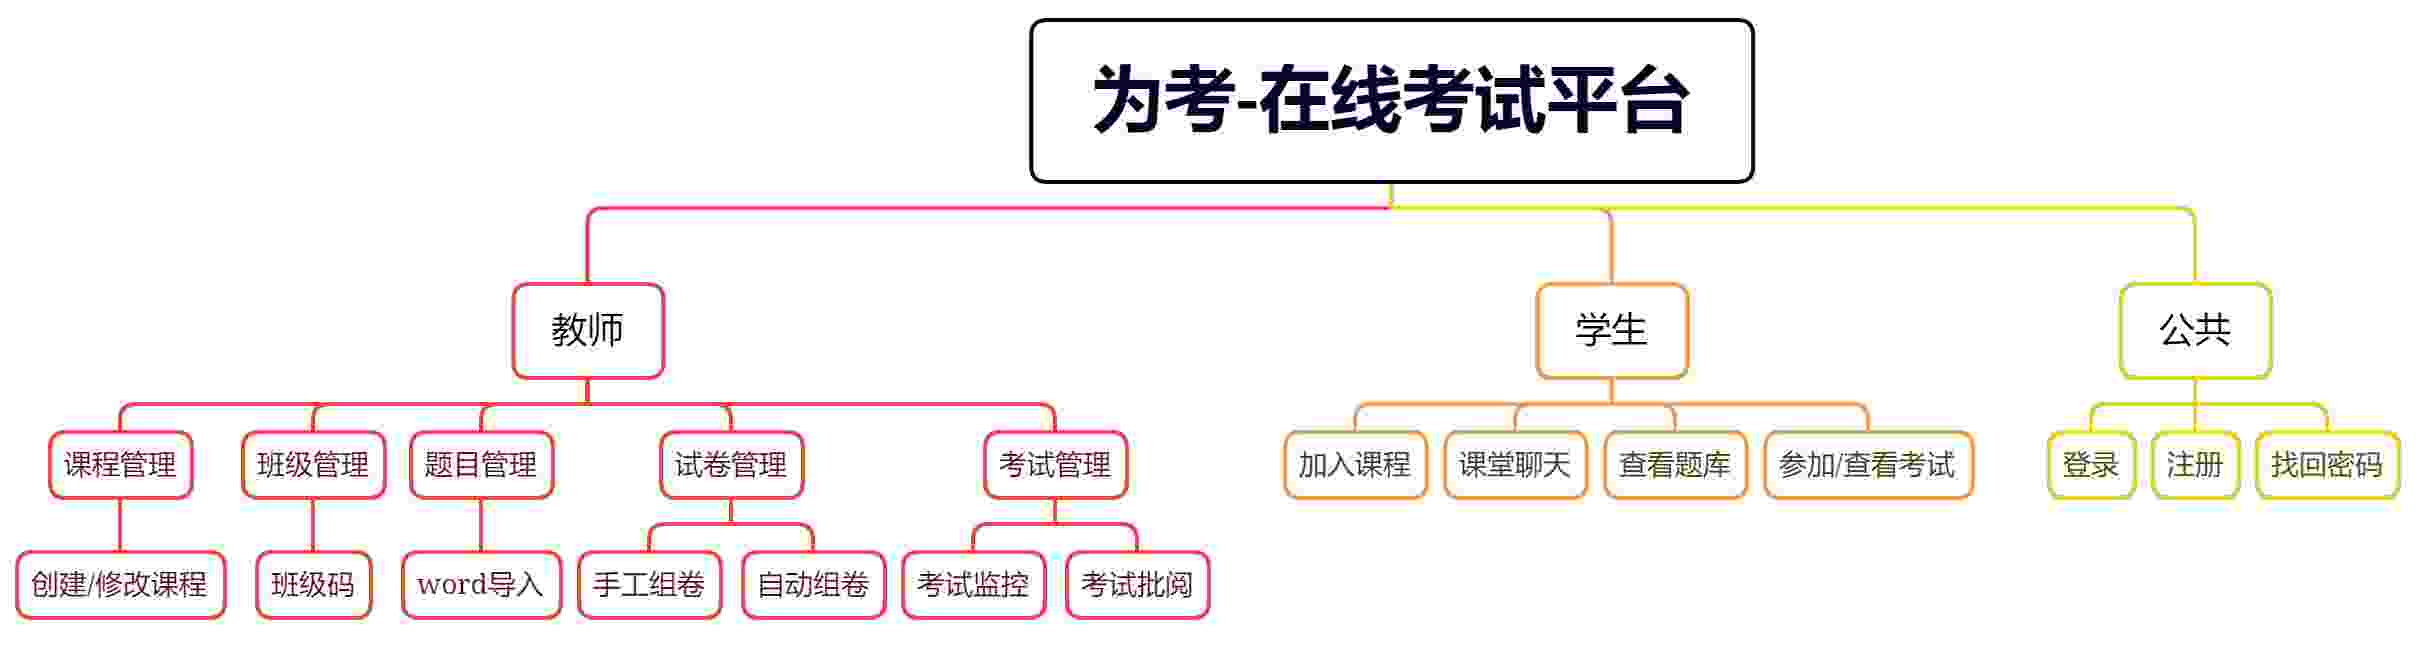 为考-在线考试平台
教师
学生
公共
课程管理
班级管理
题目管理
试卷管理
考试管理
加入课程
课堂聊天
查看题库
参加/查看考试
登录
注册
找回密码
创建/修改课程
班级码
word导入
手工组卷
自动组卷
考试监控
考试批阅